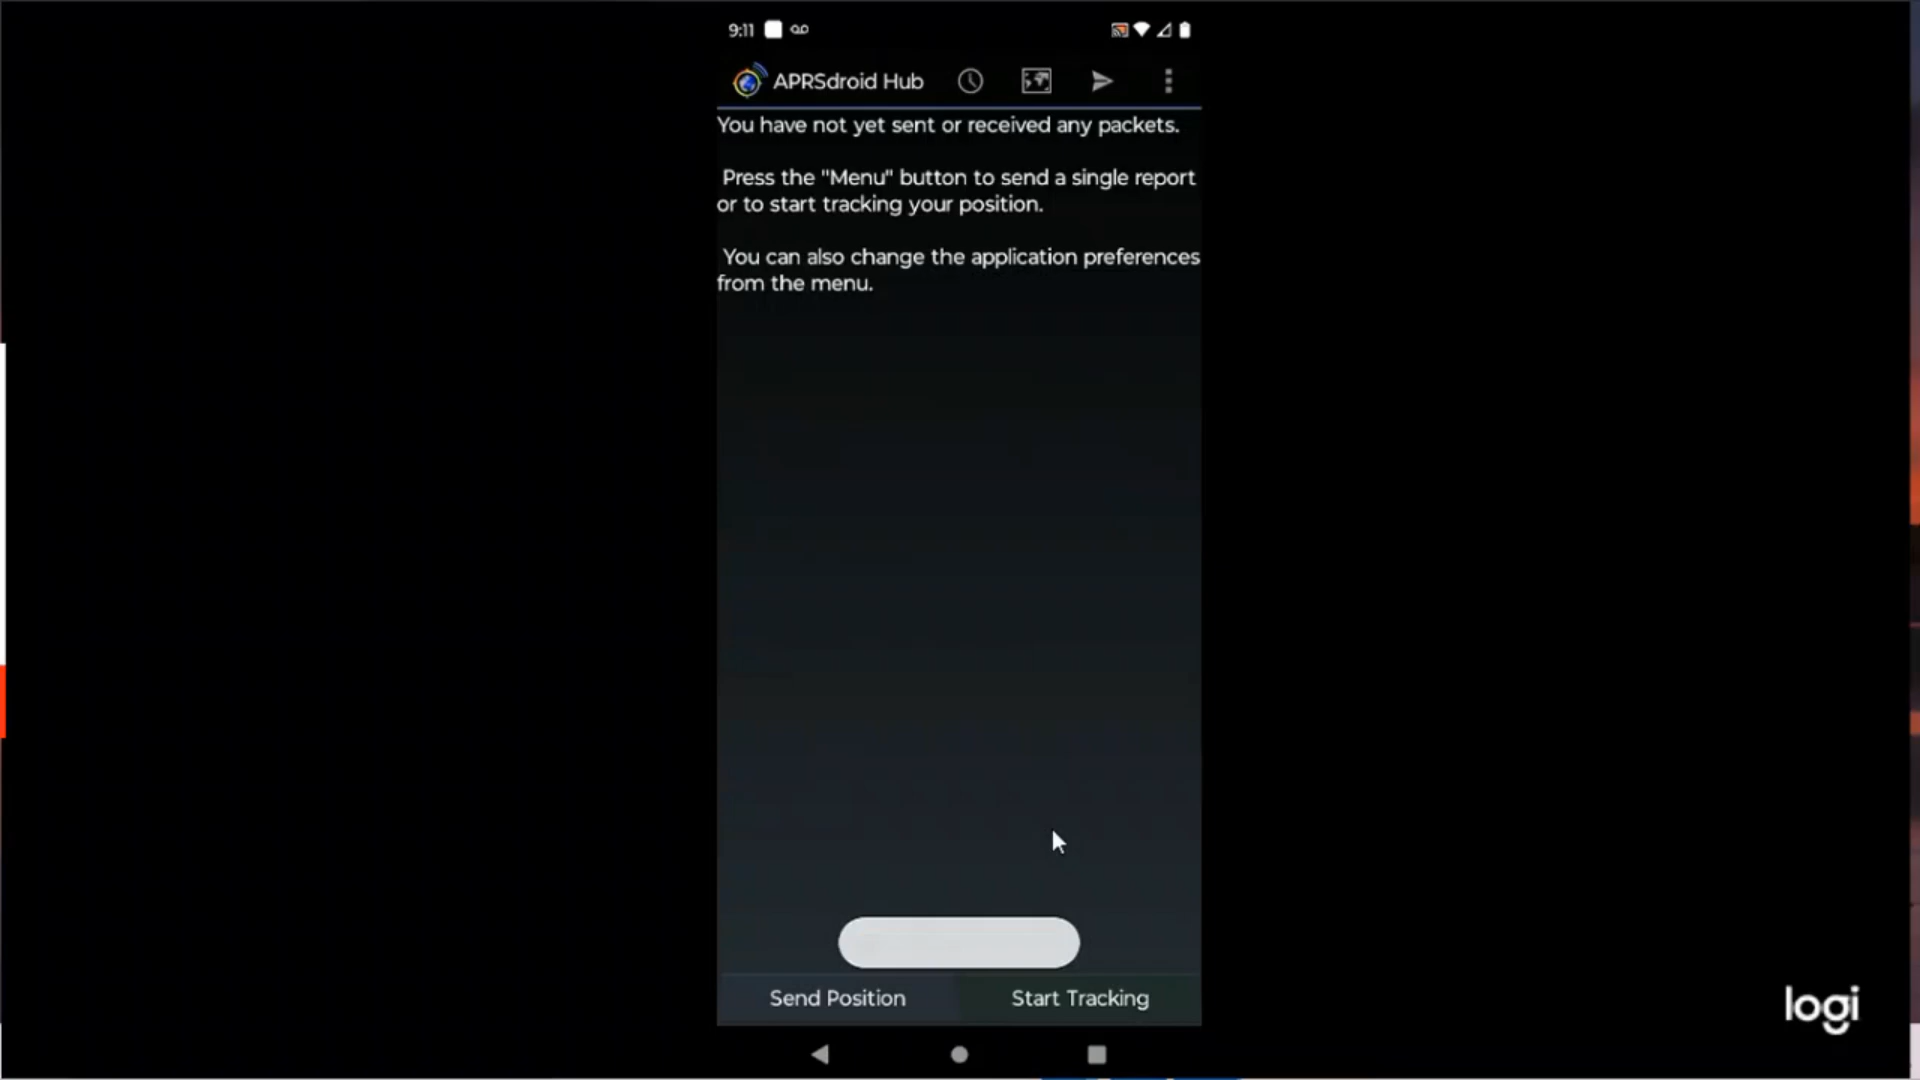 9:11
APRSdroid Hub
You have not yet sent or received any packets.
Press the "Menu" button to send a single report
or to start tracking your position.
You can also change the application preferences
from the menu.
Send Position
Start Tracking
logi